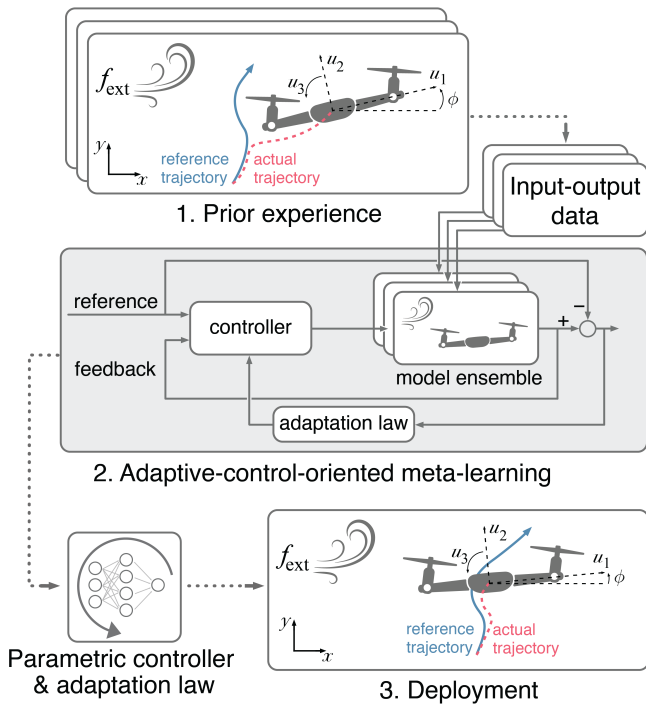 f_ext
u_3
u_2
u_1
ϕ
y
x
reference
trajectory
actual
trajectory
1. Prior experience
Input-output
data
reference
controller
feedback
−
+
model ensemble
adaptation law
2. Adaptive-control-oriented meta-learning
Parametric controller
& adaptation law
f_ext
u_3
u_2
u_1
ϕ
y
x
reference
trajectory
actual
trajectory
3. Deployment